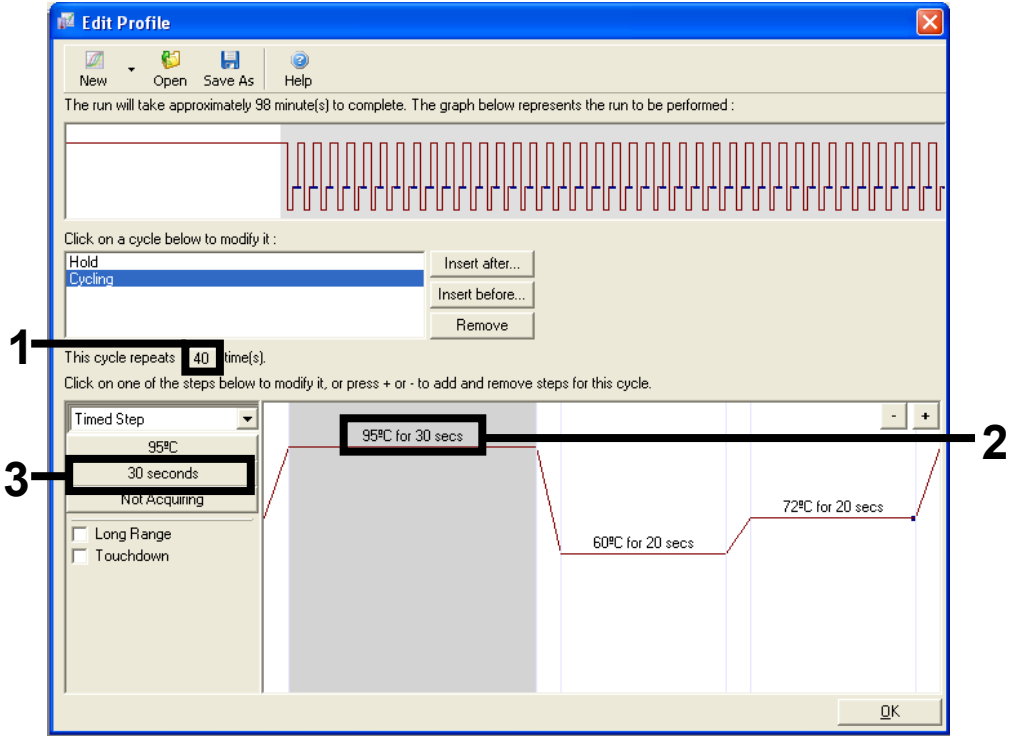 Edit Profile
New Open Save As Help
The run will take approximately 98 minute(s) to complete. The graph below represents the run to be performed :
Click on a cycle below to modify it :
Hold
Cycling
Insert after...
Insert before...
Remove
1
This cycle repeats 40 time(s).
Click on one of the steps below to modify it, or press + or - to add and remove steps for this cycle.
Timed Step
- +
95ºC
95ºC for 30 secs
2
3
30 seconds
Not Acquiring
72ºC for 20 secs
Long Range
60ºC for 20 secs
Touchdown
OK